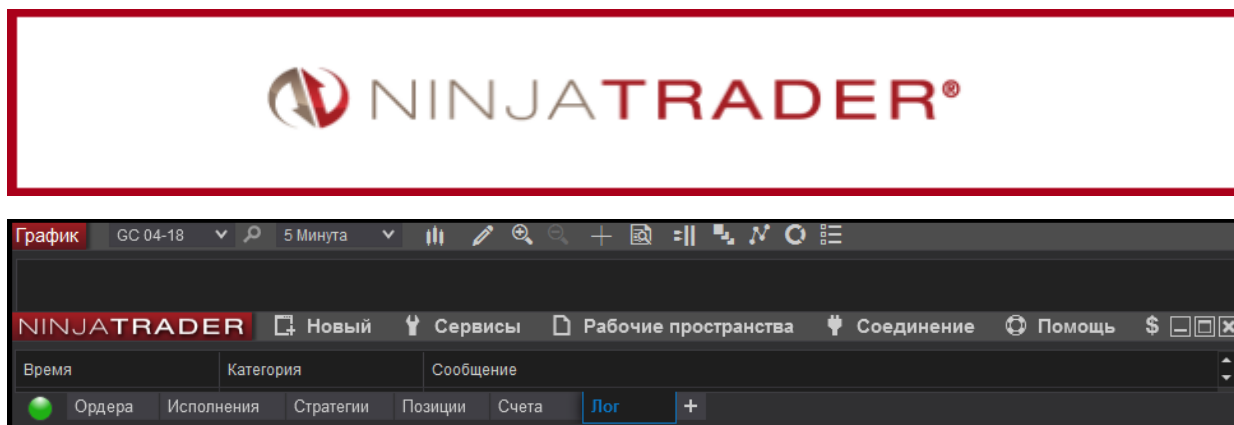 NINJATRADER®
График GC 04-18 5 Минута
NINJATRADER Новый Сервисы Рабочие пространства Соединение Помощь $
Время Категория Сообщение
Ордера Исполнения Стратегии Позиции Счета Лог +